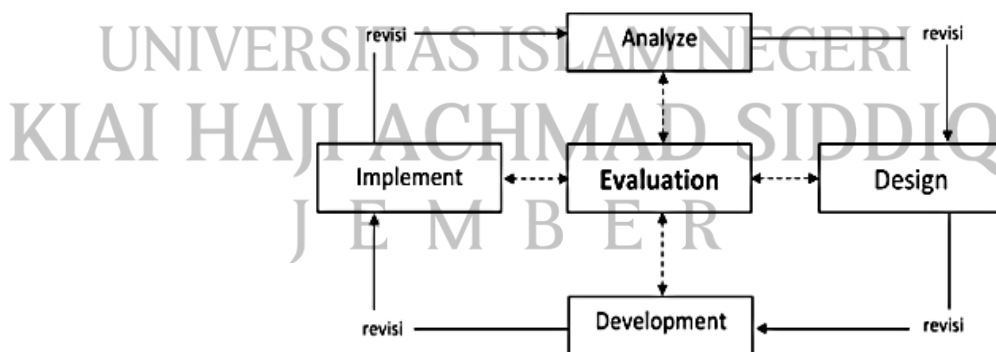 revisi Analyze revisi
UNIVERSITAS ISLAM NEGERI
KIAI HAJI ACHMAD SIDDIQ
Implement Evaluation Design
J E M B E R
revisi Development revisi